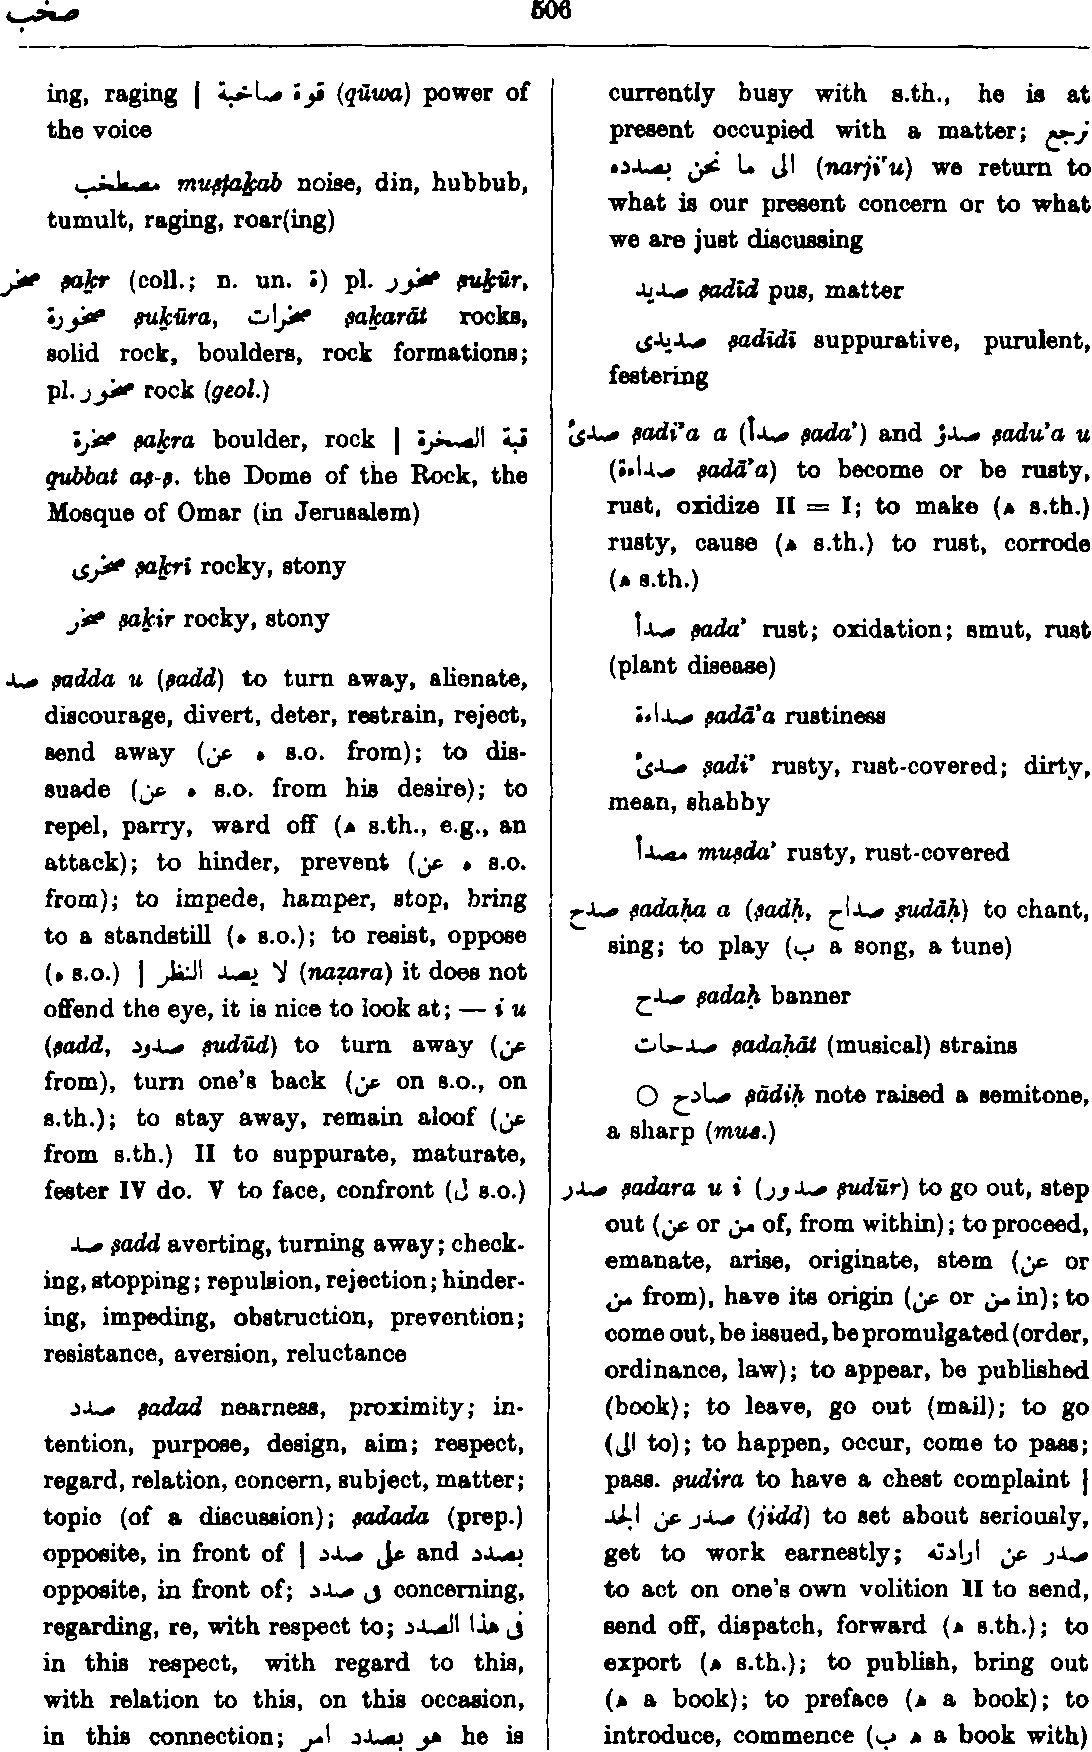 صخب
506
ing, raging | قوة صاخبة (qūwa) power of
the voice
مصطخب muṣṭaḵab noise, din, hubbub,
tumult, raging, roar(ing)
صخر ṣaḵr (coll.; n. un. ة) pl. صخور ṣuḵūr,
صخورة ṣuḵūra, صخرات ṣaḵarāt rocks,
solid rock, boulders, rock formations;
pl. صخور rock (geol.)
صخرة ṣaḵra boulder, rock | قبة الصخرة
qubbat aṣ-ṣ. the Dome of the Rock, the
Mosque of Omar (in Jerusalem)
صخرى ṣaḵrī rocky, stony
صخر ṣaḵir rocky, stony
صد ṣadda u (ṣadd) to turn away, alienate,
discourage, divert, deter, restrain, reject,
send away (ه عن s.o. from); to dis-
suade (ه عن s.o. from his desire); to
repel, parry, ward off (ه s.th., e.g., an
attack); to hinder, prevent (ه عن s.o.
from); to impede, hamper, stop, bring
to a standstill (ه s.o.); to resist, oppose
(ه s.o.) | لا يصد النظر (naẓara) it does not
offend the eye, it is nice to look at; — i u
(ṣadd, صدود ṣudūd) to turn away (عن
from), turn one's back (عن on s.o., on
s.th.); to stay away, remain aloof (عن
from s.th.) II to suppurate, maturate,
fester IV do. V to face, confront (ل s.o.)
صد ṣadd averting, turning away; check-
ing, stopping; repulsion, rejection; hinder-
ing, impeding, obstruction, prevention;
resistance, aversion, reluctance
صدد ṣadad nearness, proximity; in-
tention, purpose, design, aim; respect,
regard, relation, concern, subject, matter;
topic (of a discussion); ṣadada (prep.)
opposite, in front of | على صدد and بصدد
opposite, in front of; فى صدد concerning,
regarding, re, with respect to; فى هذا الصدد
in this respect, with regard to this,
with relation to this, on this occasion,
in this connection; هو بصدد امر he is
currently busy with s.th., he is at
present occupied with a matter; نرجع
الى ما نحن بصدده (narji'u) we return to
what is our present concern or to what
we are just discussing
صديد ṣadīd pus, matter
صديدى ṣadīdī suppurative, purulent,
festering
صدئ ṣadi'a a (صدأ ṣada') and صدؤ ṣadu'a u
(صداءة ṣadā'a) to become or be rusty,
rust, oxidize II = I; to make (ه s.th.)
rusty, cause (ه s.th.) to rust, corrode
(ه s.th.)
صدأ ṣada' rust; oxidation; smut, rust
(plant disease)
صداءة ṣadā'a rustiness
صدئ ṣadi' rusty, rust-covered; dirty,
mean, shabby
مصدأ muṣda' rusty, rust-covered
صدح ṣadaḥa a (ṣadḥ, صداح ṣudāḥ) to chant,
sing; to play (ب a song, a tune)
صدح ṣadaḥ banner
صدحات ṣadaḥāt (musical) strains
○ صادح ṣādiḥ note raised a semitone,
a sharp (mus.)
صدر ṣadara u i (صدور ṣudūr) to go out, step
out (عن or من of, from within); to proceed,
emanate, arise, originate, stem (عن or
من from), have its origin (عن or من in); to
come out, be issued, be promulgated (order,
ordinance, law); to appear, be published
(book); to leave, go out (mail); to go
(الى to); to happen, occur, come to pass;
pass. ṣudira to have a chest complaint |
صدر عن الجد (jidd) to set about seriously,
get to work earnestly; صدر عن ارادته
to act on one's own volition II to send,
send off, dispatch, forward (ه s.th.); to
export (ه s.th.); to publish, bring out
(ه a book); to preface (ه a book); to
introduce, commence (ه ب a book with)